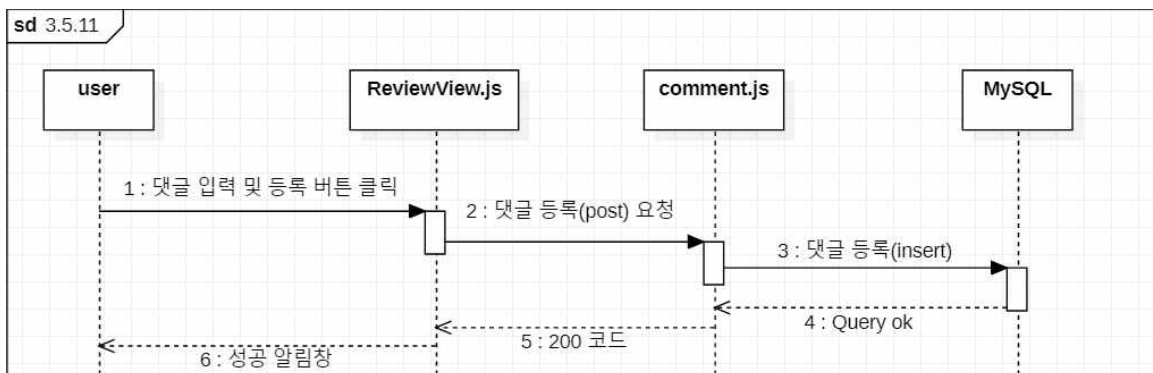 sd 3.5.11
user
ReviewView.js
comment.js
MySQL
1 : 댓글 입력 및 등록 버튼 클릭
2 : 댓글 등록(post) 요청
3 : 댓글 등록(insert)
4 : Query ok
5 : 200 코드
6 : 성공 알림창